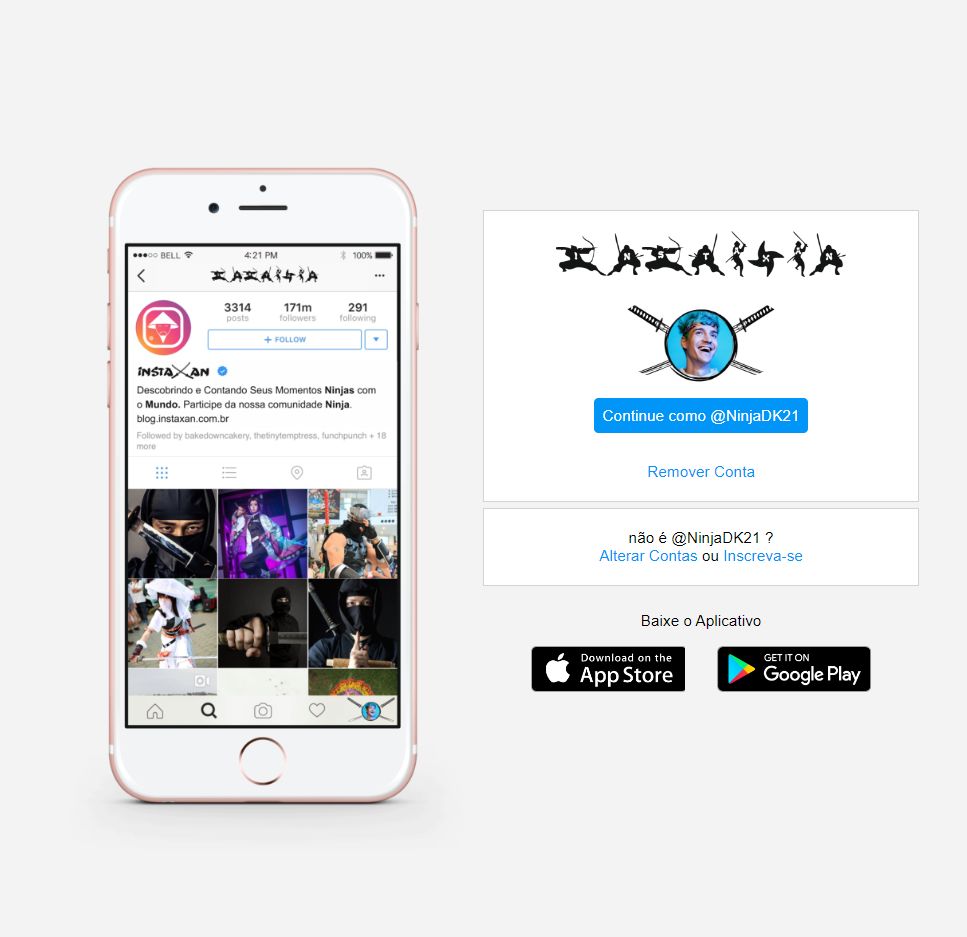 BELL
4:21 PM
100%
INSTAXAN
3314
posts
171m
followers
291
following
+ FOLLOW
INSTAXAN
Descobrindo e Contando Seus Momentos Ninjas com
o Mundo. Participe da nossa comunidade Ninja.
blog.instaxan.com.br
Followed by bakedowncakery, thetinytemptress, funchpunch + 18
more
INSTAXN
Continue como @NinjaDK21
Remover Conta
não é @NinjaDK21 ?
Alterar Contas ou Inscreva-se
Baixe o Aplicativo
Download on the
App Store
GET IT ON
Google Play